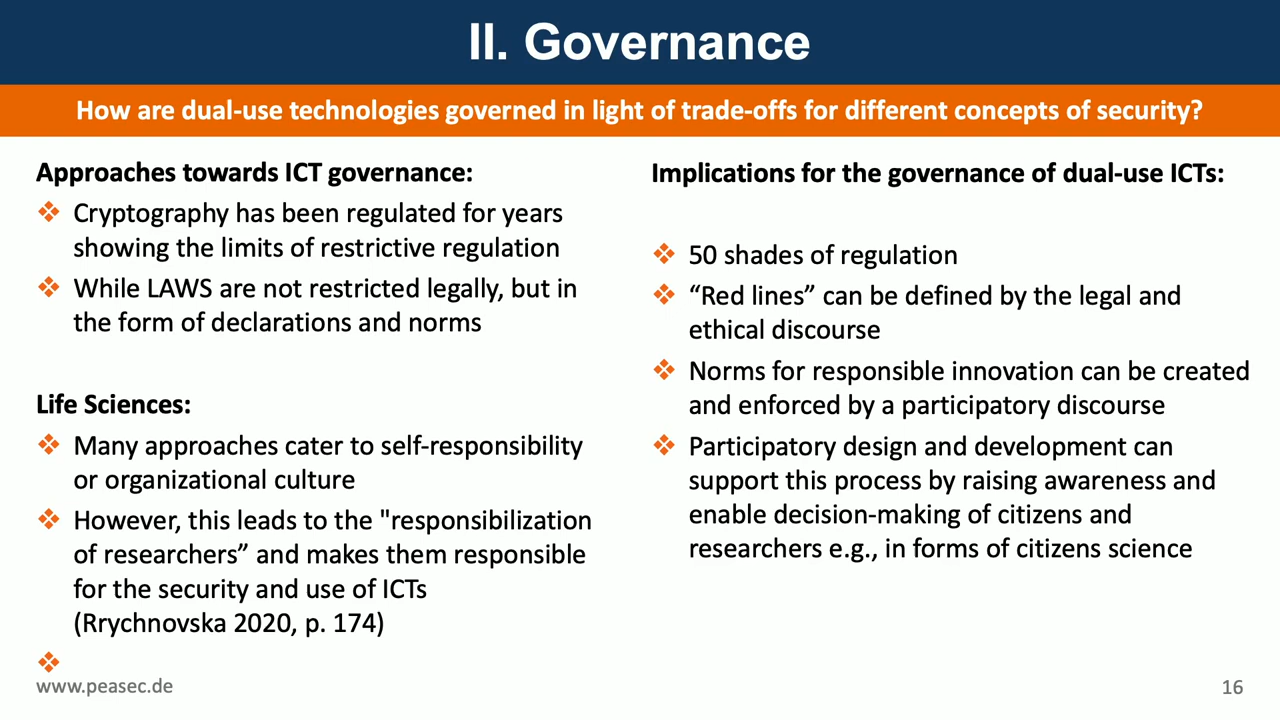 II. Governance
How are dual-use technologies governed in light of trade-offs for different concepts of security?
Approaches towards ICT governance:
❖ Cryptography has been regulated for years
showing the limits of restrictive regulation
❖ While LAWS are not restricted legally, but in
the form of declarations and norms
Life Sciences:
❖ Many approaches cater to self-responsibility
or organizational culture
❖ However, this leads to the "responsibilization
of researchers” and makes them responsible
for the security and use of ICTs
(Rrychnovska 2020, p. 174)
❖
Implications for the governance of dual-use ICTs:
❖ 50 shades of regulation
❖ “Red lines” can be defined by the legal and
ethical discourse
❖ Norms for responsible innovation can be created
and enforced by a participatory discourse
❖ Participatory design and development can
support this process by raising awareness and
enable decision-making of citizens and
researchers e.g., in forms of citizens science
www.peasec.de
16